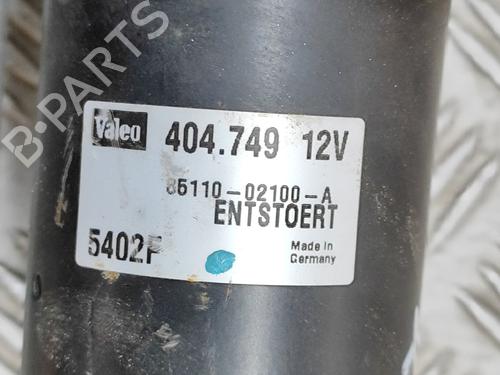 B-PARTS
Valeo 404.749 12V
85110-02100-A
ENTSTOERT
5402F
Made in
Germany